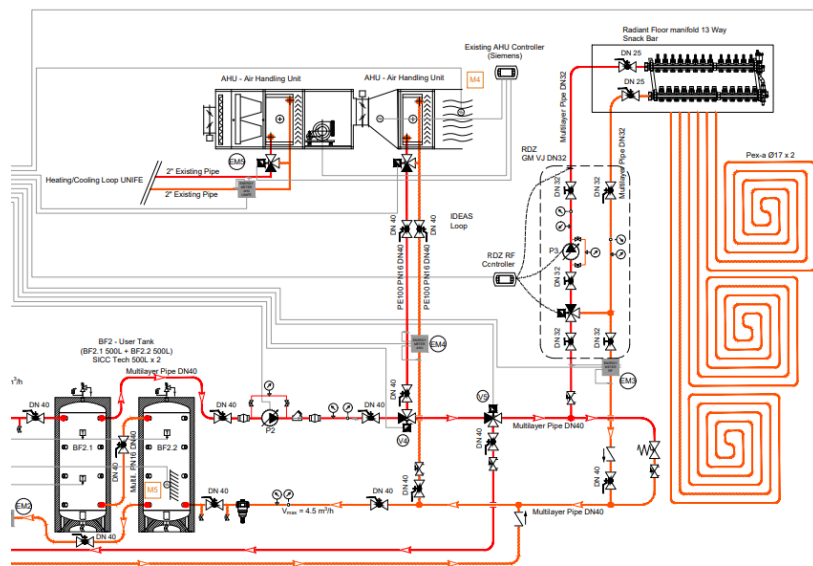 Radiant Floor manifold 13 Way
Snack Bar
Existing AHU Controller
(Siemens)
AHU - Air Handling Unit
AHU - Air Handling Unit
M4
DN 25
DN 25
Multilayer Pipe DN32
Multilayer Pipe DN32
RDZ
GM VJ DN32
Pex-a Ø17 x 2
EM5
2" Existing Pipe
Heating/Cooling Loop UNIFE
2" Existing Pipe
DN 32
DN 32
DN 40
DN 40
IDEAS
Loop
P3
RDZ RF
Controller
PE100 PN16 DN40
PE100 PN16 DN40
DN 32
DN 32
DN 32
EM4
EM3
BF2 - User Tank
(BF2.1 500L + BF2.2 500L)
SICC Tech 500L x 2
Multilayer Pipe DN40
m³/h
DN 40
DN 40
P2
DN 40
DN 40
V4
V5
Multilayer Pipe DN40
DN 40
BF2.1
BF2.2
DN 40
Multi. PN16 DN40
M5
EM2
DN 40
DN 40
Vmax = 4.5 m³/h
DN 40
DN 40
DN 40
Multilayer Pipe DN40